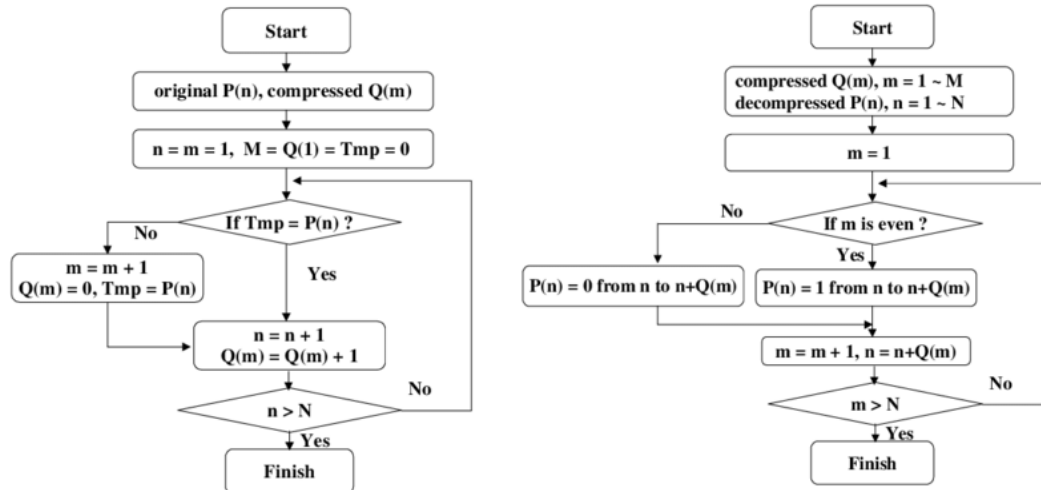 Start
original P(n), compressed Q(m)
n = m = 1, M = Q(1) = Tmp = 0
If Tmp = P(n) ?
No
m = m + 1
Q(m) = 0, Tmp = P(n)
Yes
n = n + 1
Q(m) = Q(m) + 1
No
n > N
Yes
Finish
Start
compressed Q(m), m = 1 ~ M
decompressed P(n), n = 1 ~ N
m = 1
No
If m is even ?
Yes
P(n) = 0 from n to n+Q(m)
P(n) = 1 from n to n+Q(m)
m = m + 1, n = n+Q(m)
No
m > N
Yes
Finish